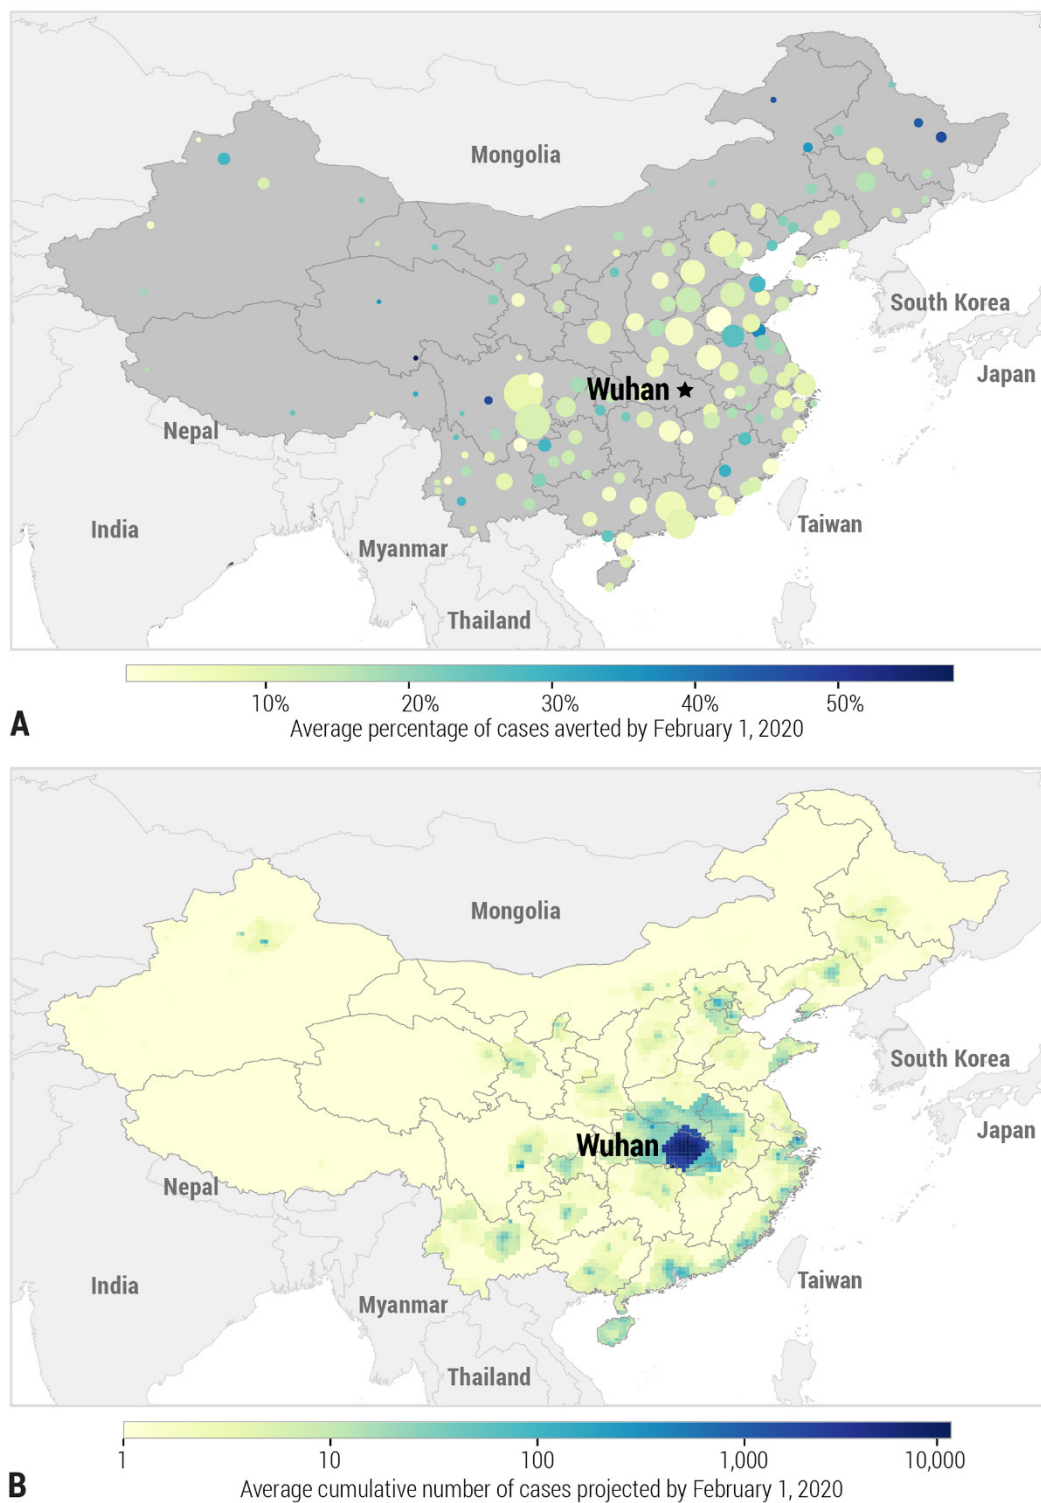 Mongolia
South Korea
Japan
Wuhan
Nepal
India
Taiwan
Myanmar
Thailand
10% 20% 30% 40% 50%
A Average percentage of cases averted by February 1, 2020
Mongolia
South Korea
Japan
Wuhan
Nepal
India
Taiwan
Myanmar
Thailand
1 10 100 1,000 10,000
B Average cumulative number of cases projected by February 1, 2020